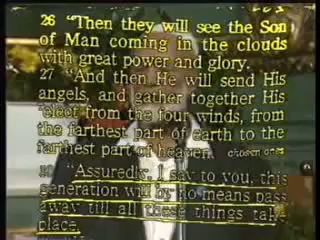 26 "Then they will see the Son
of Man coming in the clouds
with great power and glory.
27 "And then He will send His
angels, and gather together His
elect from the four winds, from
the farthest part of earth to the
farthest part of heaven. chosen ones
30 "Assuredly, I say to you, this
generation will by no means pass
away till all these things take
place.